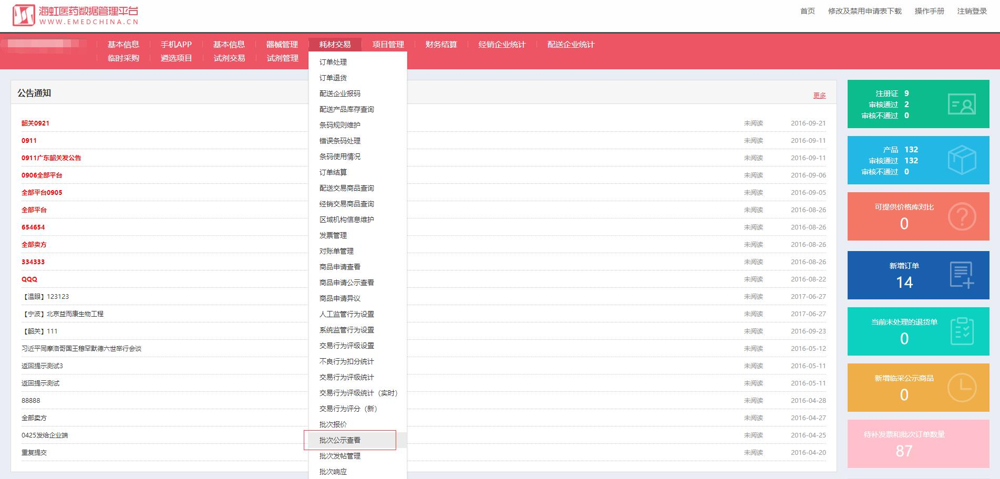 海虹医药数据管理平台
WWW.EMEDCHINA.CN
首页 修改及禁用申请表下载 操作手册 注销登录
基本信息 手机APP 基本信息 器械管理 耗材交易 项目管理 财务结算 经销企业统计 配送企业统计
临时采购 遴选项目 试剂交易 试剂管理
订单处理
订单退货
配送企业报码
配送产品库存查询
条码规则维护
错误条码处理
条码使用情况
订单结算
配送交易商品查询
经销交易商品查询
区域机构信息维护
发票管理
对账单管理
商品申请查看
商品申请公示查看
商品申请异议
人工监管行为设置
系统监管行为设置
交易行为评级设置
不良行为扣分统计
交易行为评级统计
交易行为评级统计（实时）
交易行为评分（新）
批次报价
批次公示查看
批次发帖管理
批次响应
公告通知 更多
韶关0921 未阅读 2016-09-21
0911 未阅读 2016-09-11
0911广东韶关发公告 未阅读 2016-09-11
0906全部平台 未阅读 2016-09-06
全部平台0905 未阅读 2016-09-05
全部平台 未阅读 2016-08-26
654654 未阅读 2016-08-26
全部卖方 未阅读 2016-08-26
334333 未阅读 2016-08-26
QQQ 未阅读 2016-08-22
【温眼】123123 未阅读 2017-06-27
【宁波】北京益而康生物工程 未阅读 2017-06-27
【韶关】111 未阅读 2016-09-23
习近平同摩洛哥国王穆罕默德六世举行会谈 未阅读 2016-05-12
返回提示测试3 未阅读 2016-05-11
返回提示测试 未阅读 2016-05-11
88888 未阅读 2016-04-28
全部卖方 未阅读 2016-04-27
0425发给企业端 未阅读 2016-04-25
重复提交 未阅读 2016-04-20
注册证 9
审核通过 2
审核不通过 0
产品 132
审核通过 132
审核不通过 0
可提供价格库对比
0
新增订单
14
当前未处理的退货单
0
新增临采公示商品
0
待补发票和批次订单数量
87